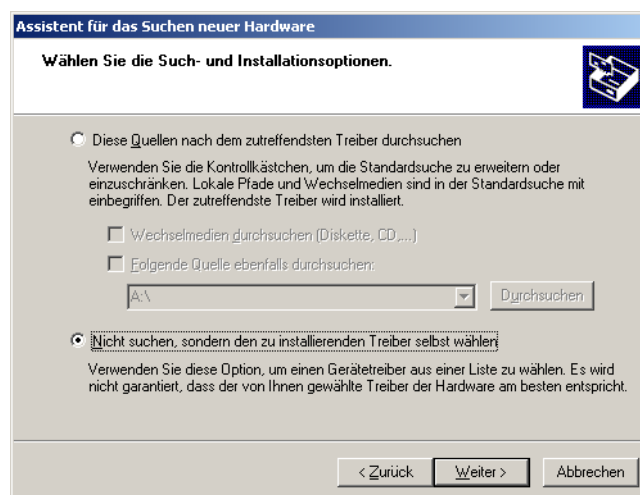 Assistent für das Suchen neuer Hardware
Wählen Sie die Such- und Installationsoptionen.
Diese Quellen nach dem zutreffendsten Treiber durchsuchen
Verwenden Sie die Kontrollkästchen, um die Standardsuche zu erweitern oder
einzuschränken. Lokale Pfade und Wechselmedien sind in der Standardsuche mit
einbegriffen. Der zutreffendste Treiber wird installiert.
Wechselmedien durchsuchen (Diskette, CD,...)
Folgende Quelle ebenfalls durchsuchen:
A:\
Durchsuchen
Nicht suchen, sondern den zu installierenden Treiber selbst wählen
Verwenden Sie diese Option, um einen Gerätetreiber aus einer Liste zu wählen. Es wird
nicht garantiert, dass der von Ihnen gewählte Treiber der Hardware am besten entspricht.
< Zurück
Weiter >
Abbrechen